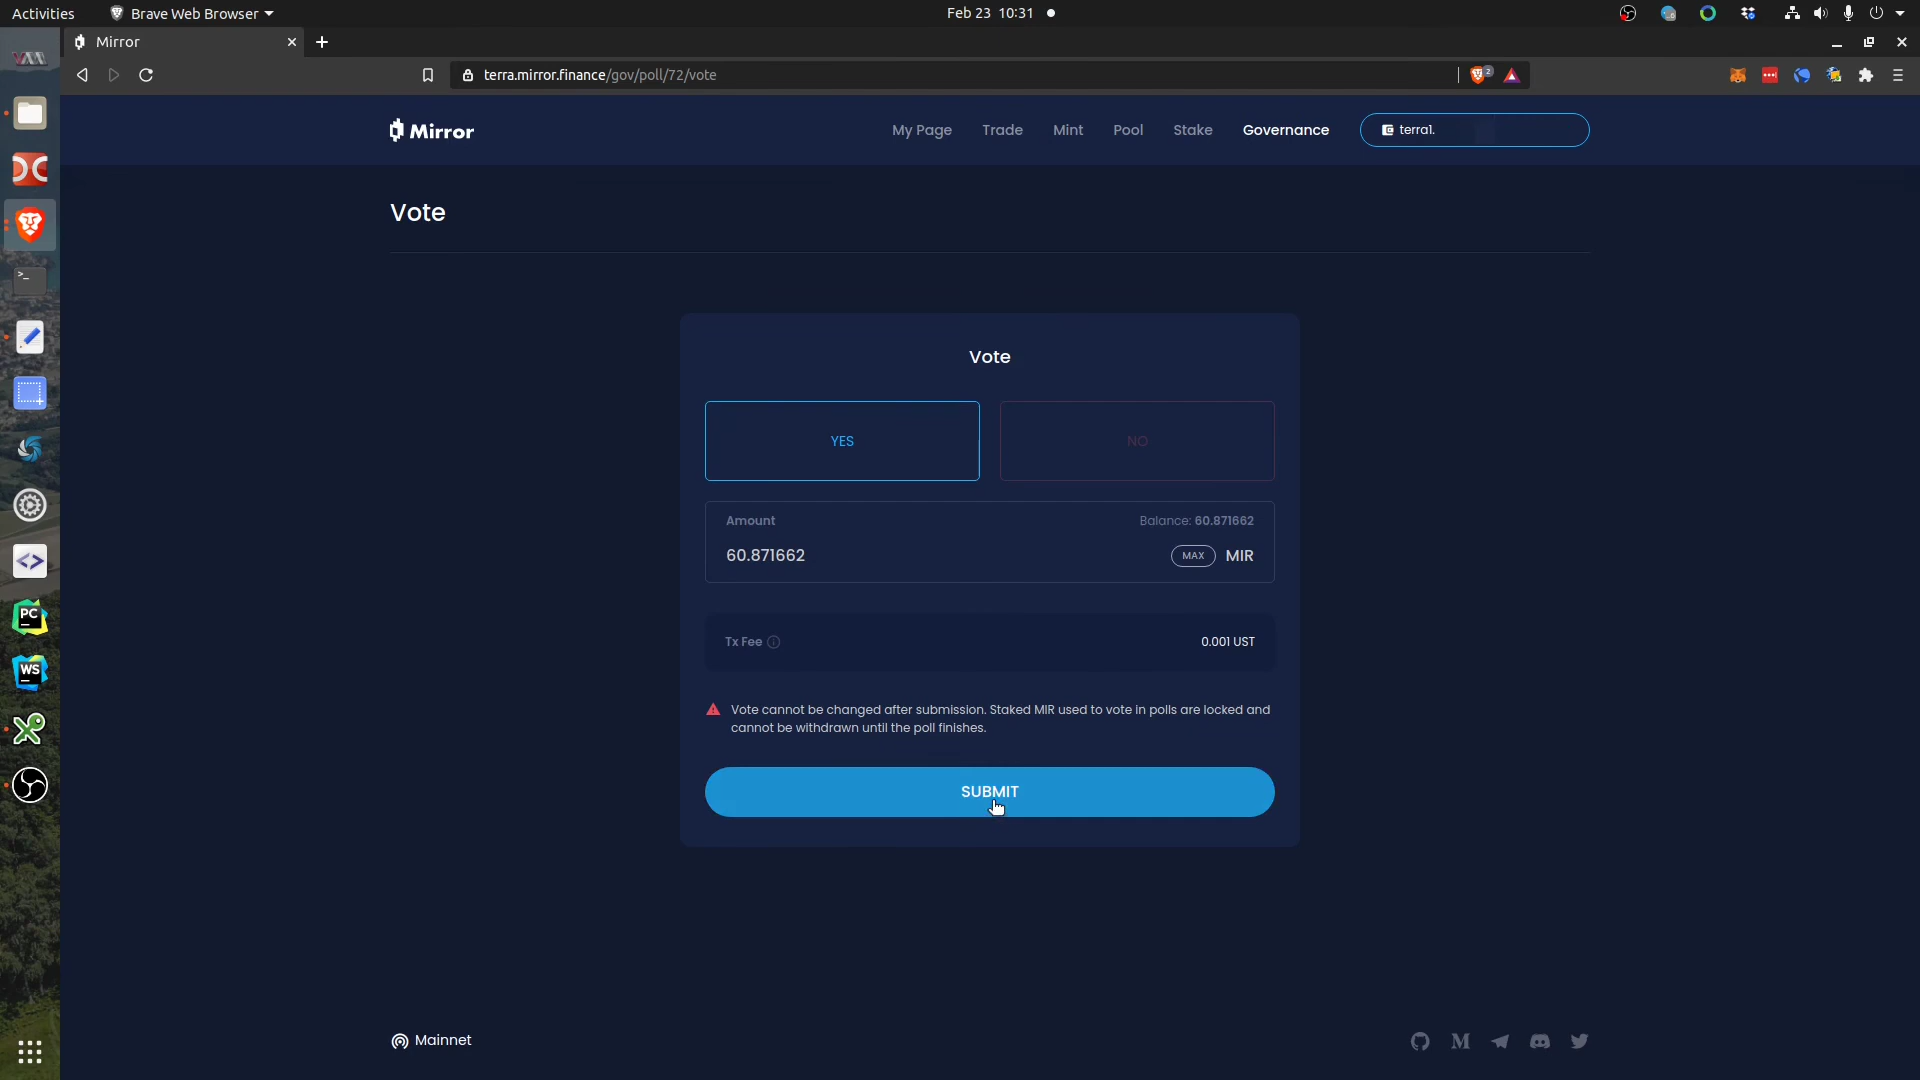 Activities
Brave Web Browser
Feb 23 10:31
Mirror
terra.mirror.finance/gov/poll/72/vote
2
Mirror
My Page
Trade
Mint
Pool
Stake
Governance
terra1.
Vote
Vote
YES
NO
Amount
Balance: 60.871662
60.871662
MAX
MIR
Tx Fee
0.001 UST
Vote cannot be changed after submission. Staked MIR used to vote in polls are locked and
cannot be withdrawn until the poll finishes.
SUBMIT
PC
WS
Mainnet